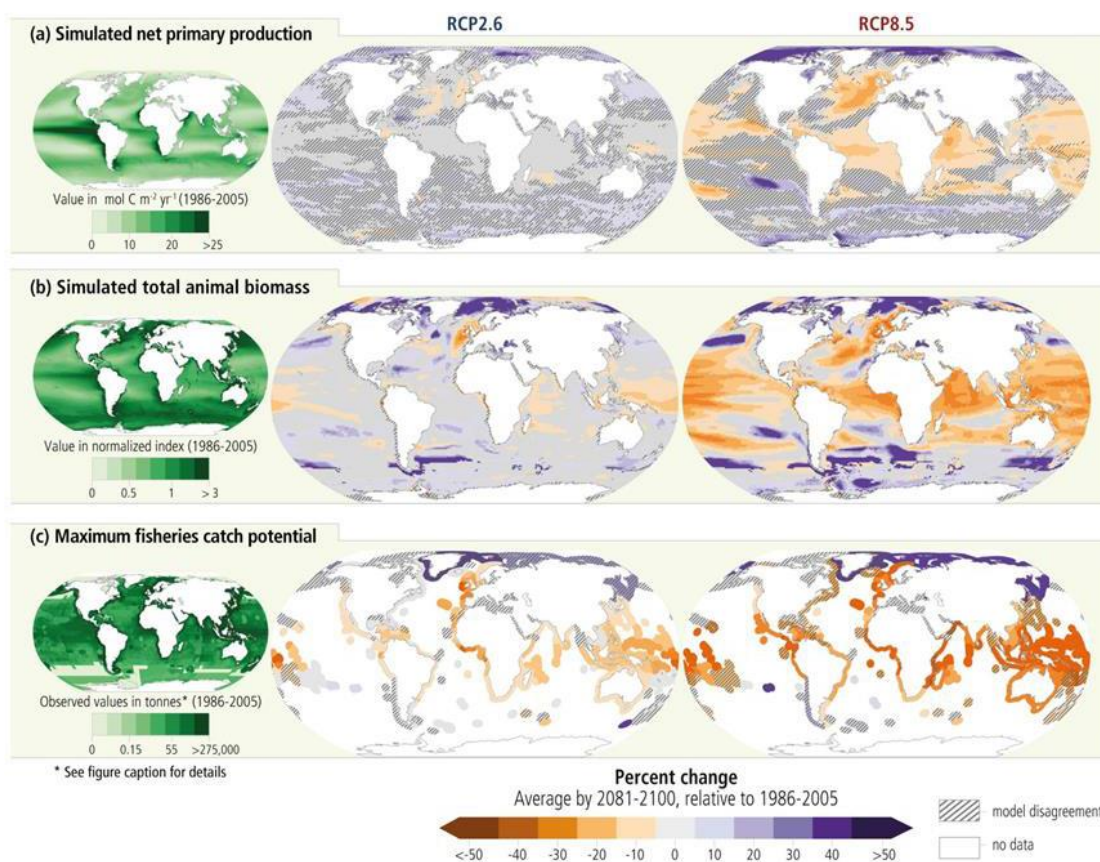 RCP2.6
RCP8.5
(a) Simulated net primary production
Value in mol C m⁻² yr⁻¹ (1986-2005)
0 10 20 >25
(b) Simulated total animal biomass
Value in normalized index (1986-2005)
0 0.5 1 > 3
(c) Maximum fisheries catch potential
Observed values in tonnes* (1986-2005)
0 0.15 55 >275,000
* See figure caption for details
Percent change
Average by 2081-2100, relative to 1986-2005
<-50 -40 -30 -20 -10 0 10 20 30 40 >50
model disagreement
no data